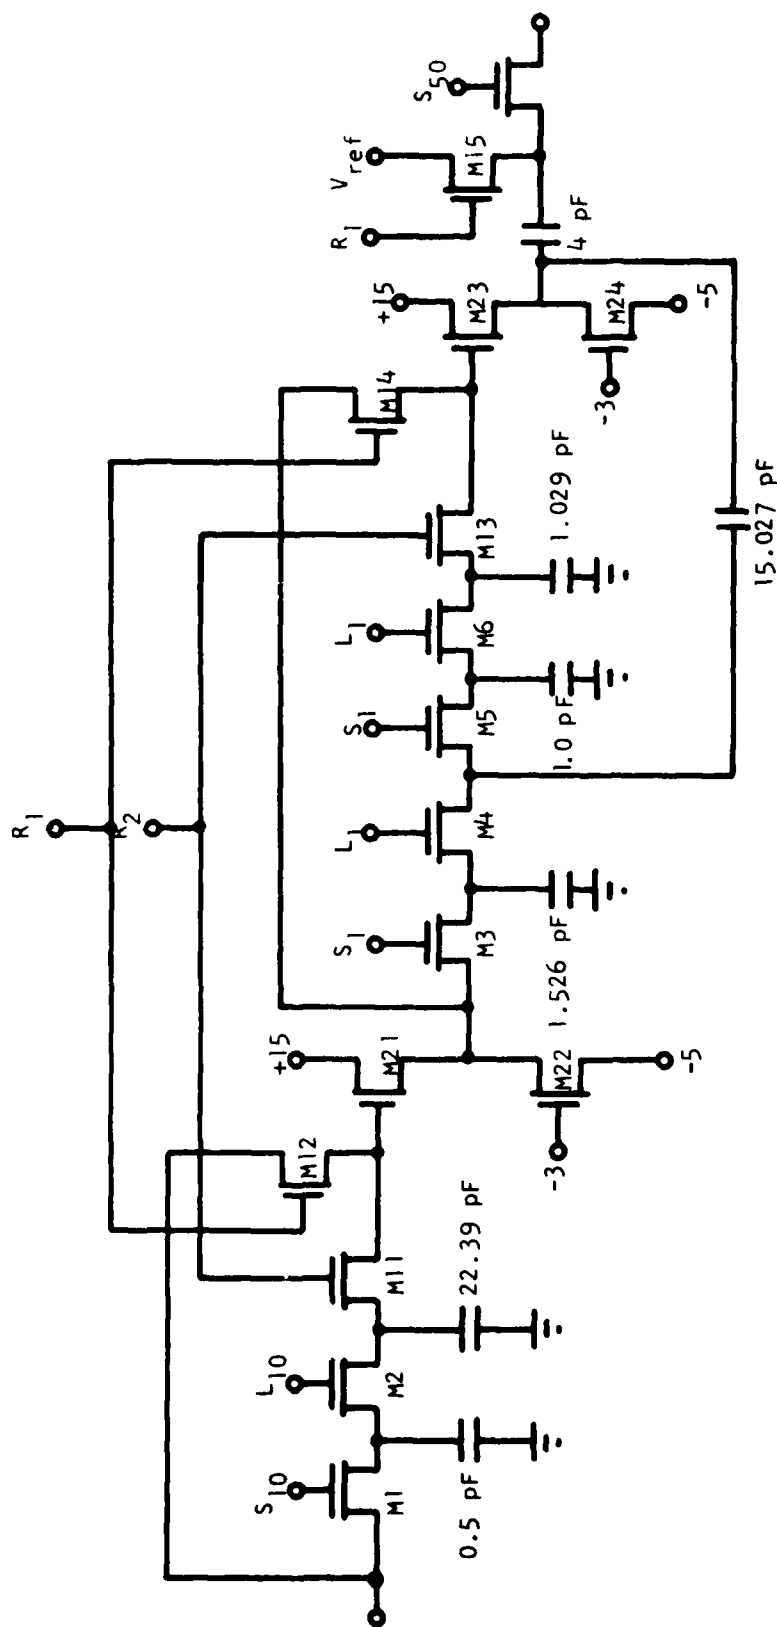 R1
R2
S10
L10
M1
M2
M11
M12
0.5 pF
22.39 pF
+15
M21
M22
-3
-5
S1
L1
S1
L1
M3
M4
M5
M6
M13
M14
1.526 pF
1.0 pF
1.029 pF
15.027 pF
+15
M23
M24
-3
-5
R1
Vref
M15
4 pF
S50